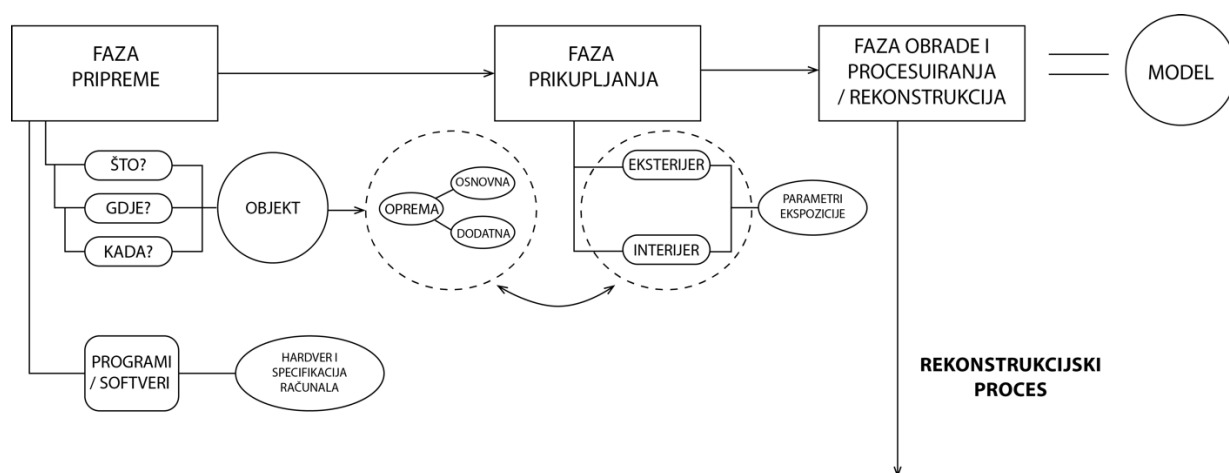 FAZA
PRIPREME
FAZA
PRIKUPLJANJA
FAZA OBRADE I
PROCESUIRANJA
/ REKONSTRUKCIJA
MODEL
ŠTO?
GDJE?
KADA?
OBJEKT
OPREMA
OSNOVNA
DODATNA
EKSTERIJER
INTERIJER
PARAMETRI
EKSPOZICIJE
PROGRAMI
/ SOFTVERI
HARDVER I
SPECIFIKACIJA
RAČUNALA
REKONSTRUKCIJSKI
PROCES